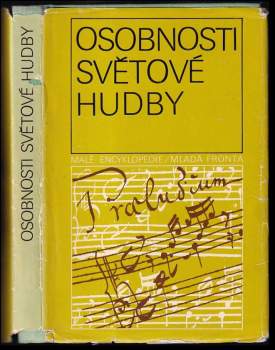 OSOBNOSTI SVĚTOVÉ HUDBY
OSOBNOSTI
SVĚTOVÉ
HUDBY
MALÉ ENCYKLOPEDIE/MLADÁ FRONTA
Praeludium